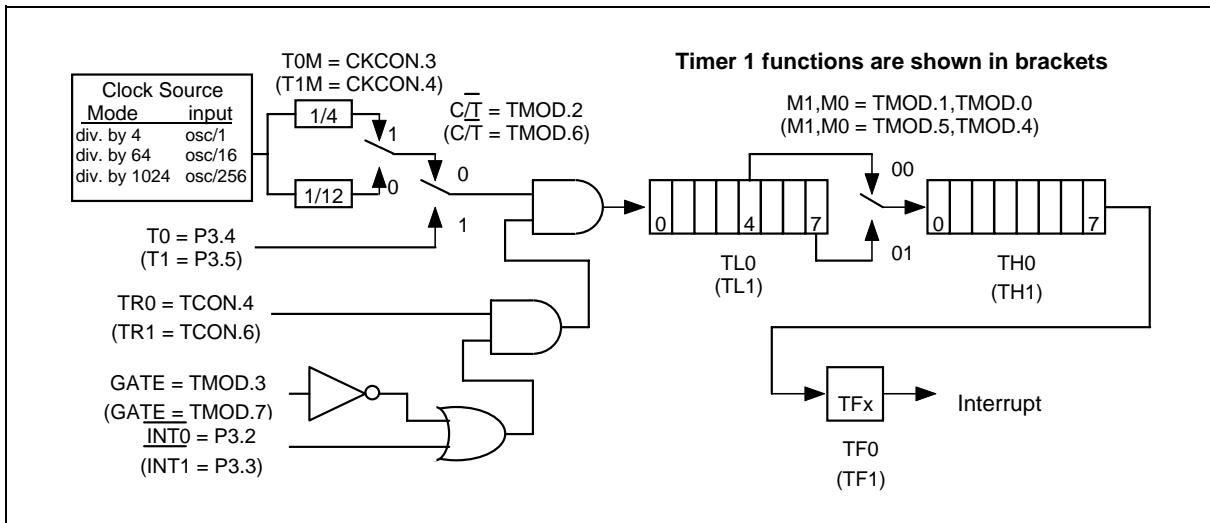 Clock Source
Mode input
div. by 4 osc/1
div. by 64 osc/16
div. by 1024 osc/256
T0M = CKCON.3
(T1M = CKCON.4)
1/4
1
0
1/12
C/T̅ = TMOD.2
(C/T̅ = TMOD.6)
0
1
T0 = P3.4
(T1 = P3.5)
TR0 = TCON.4
(TR1 = TCON.6)
GATE = TMOD.3
(GATE = TMOD.7)
I̅N̅T̅0̅ = P3.2
(I̅N̅T̅1̅ = P3.3)
Timer 1 functions are shown in brackets
M1,M0 = TMOD.1,TMOD.0
(M1,M0 = TMOD.5,TMOD.4)
0 4 7
TL0
(TL1)
00
01
0 7
TH0
(TH1)
TFx
Interrupt
TF0
(TF1)